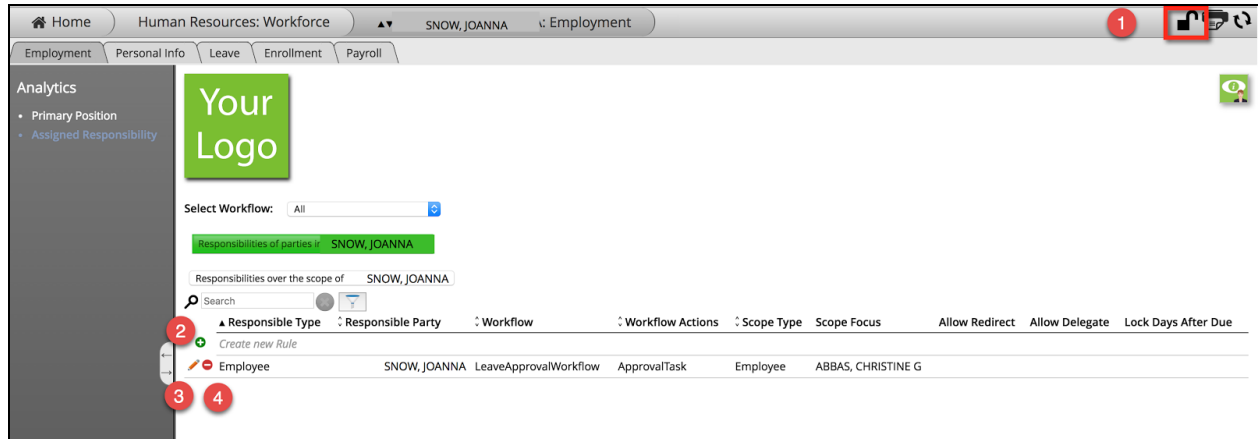 Home Human Resources: Workforce SNOW, JOANNA : Employment 1
Employment Personal Info Leave Enrollment Payroll
Analytics
Primary Position
Assigned Responsibility
Your
Logo
Select Workflow: All
Responsibilities of parties in SNOW, JOANNA
Responsibilities over the scope of SNOW, JOANNA
Search
2 Responsible Type Responsible Party Workflow Workflow Actions Scope Type Scope Focus Allow Redirect Allow Delegate Lock Days After Due
Create new Rule
Employee SNOW, JOANNA LeaveApprovalWorkflow ApprovalTask Employee ABBAS, CHRISTINE G
3 4